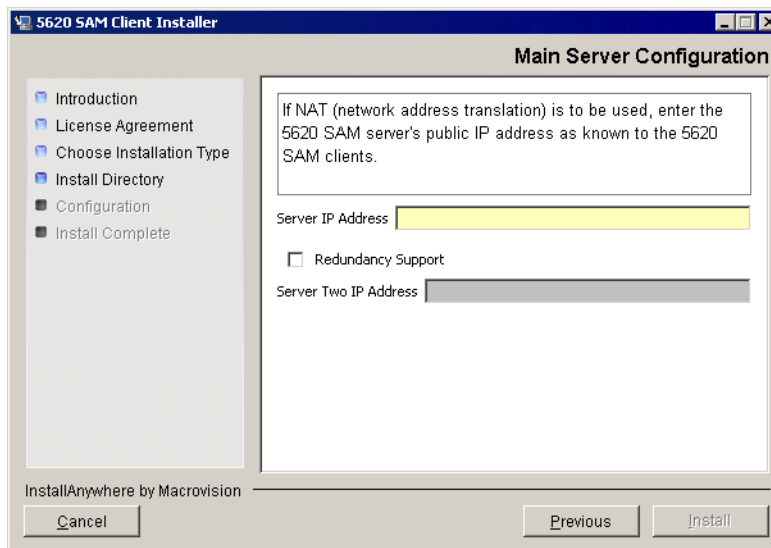 5620 SAM Client Installer
Main Server Configuration
Introduction
License Agreement
Choose Installation Type
Install Directory
Configuration
Install Complete
If NAT (network address translation) is to be used, enter the
5620 SAM server's public IP address as known to the 5620
SAM clients.
Server IP Address
Redundancy Support
Server Two IP Address
InstallAnywhere by Macrovision
Cancel
Previous
Install